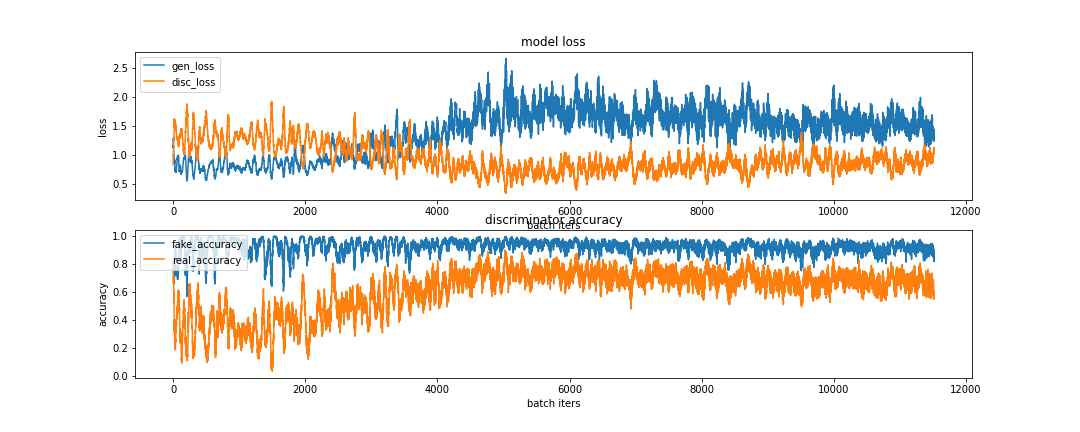 model loss
gen_loss
disc_loss
loss
2.5
2.0
1.5
1.0
0.5
0
2000
4000
6000
8000
10000
12000
batch iters
discriminator accuracy
fake_accuracy
real_accuracy
accuracy
1.0
0.8
0.6
0.4
0.2
0.0
0
2000
4000
6000
8000
10000
12000
batch iters